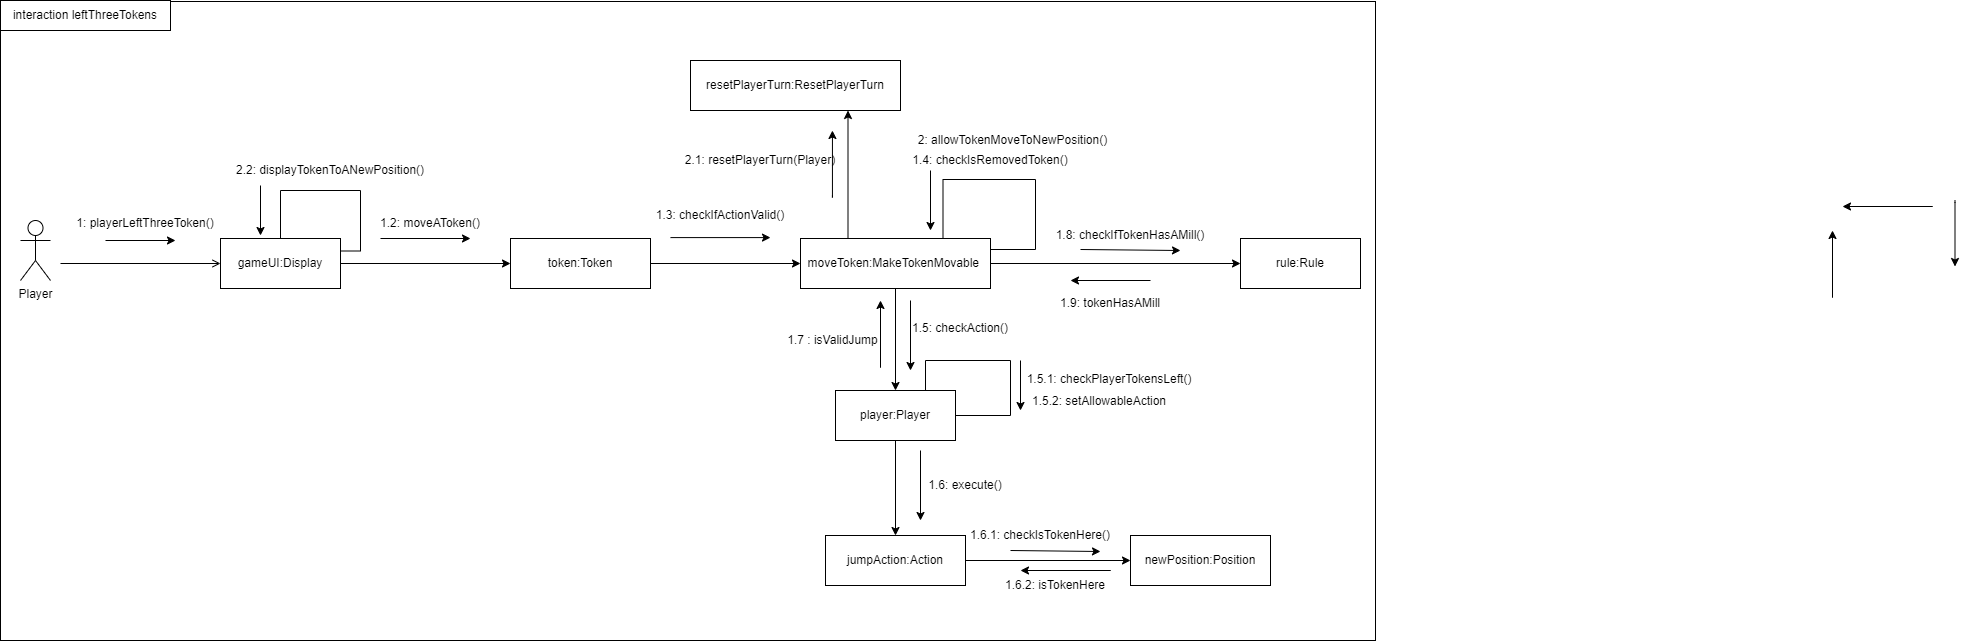 interaction leftThreeTokens
resetPlayerTurn:ResetPlayerTurn
2: allowTokenMoveToNewPosition()
2.1: resetPlayerTurn(Player)
1.4: checkIsRemovedToken()
2.2: displayTokenToANewPosition()
1: playerLeftThreeToken()
1.2: moveAToken()
1.3: checkIfActionValid()
1.8: checkIfTokenHasAMill()
gameUI:Display
token:Token
moveToken:MakeTokenMovable
rule:Rule
Player
1.9: tokenHasAMill
1.7 : isValidJump
1.5: checkAction()
1.5.1: checkPlayerTokensLeft()
1.5.2: setAllowableAction
player:Player
1.6: execute()
1.6.1: checkIsTokenHere()
jumpAction:Action
newPosition:Position
1.6.2: isTokenHere